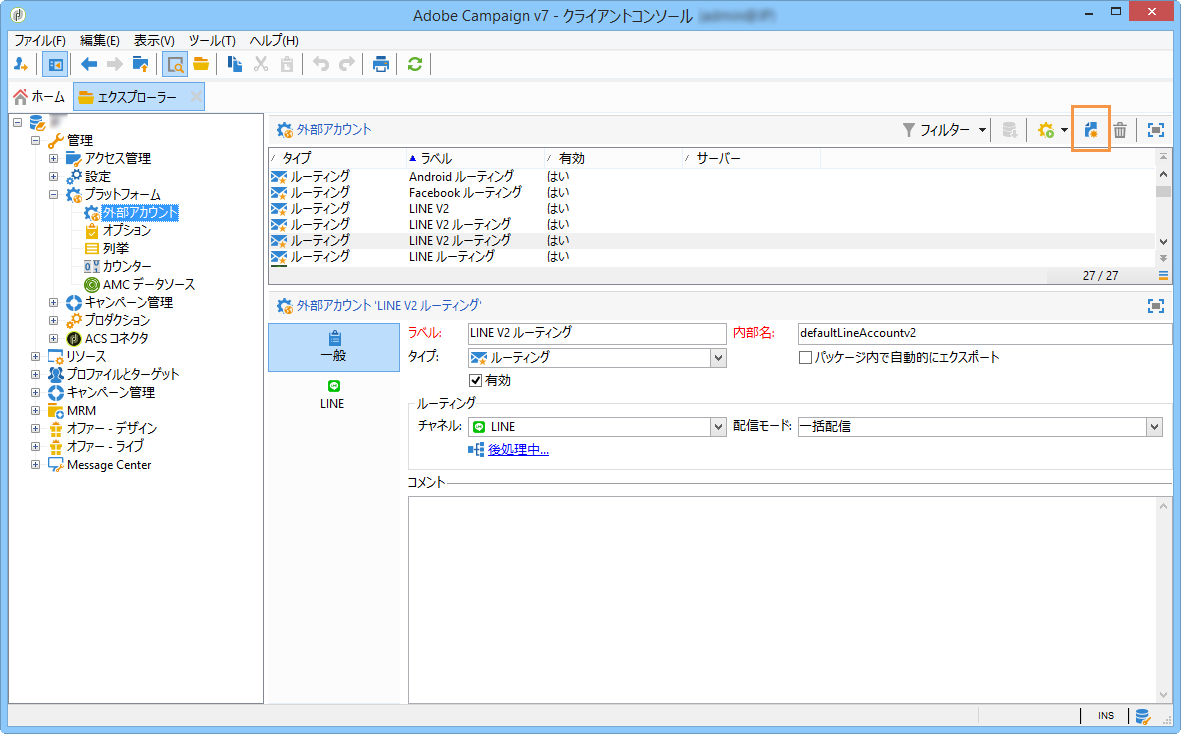 Adobe Campaign v7 - クライアントコンソール
ファイル(F) 編集(E) 表示(V) ツール(T) ヘルプ(H)
ホーム エクスプローラー
管理
アクセス管理
設定
プラットフォーム
外部アカウント
オプション
列挙
カウンター
AMC データソース
キャンペーン管理
プロダクション
ACS コネクタ
リソース
プロファイルとターゲット
キャンペーン管理
MRM
オファー - デザイン
オファー - ライブ
Message Center
外部アカウント フィルター
タイプ ラベル 有効 サーバー
ルーティング Android ルーティング はい
ルーティング Facebook ルーティング はい
ルーティング LINE V2 はい
ルーティング LINE V2 ルーティング はい
ルーティング LINE V2 ルーティング はい
ルーティング LINE ルーティング はい
27 / 27
外部アカウント 'LINE V2 ルーティング'
一般
LINE
ラベル: LINE V2 ルーティング 内部名: defaultLineAccountv2
タイプ: ルーティング パッケージ内で自動的にエクスポート
有効
ルーティング
チャネル: LINE 配信モード: 一括配信
後処理中...
コメント
INS